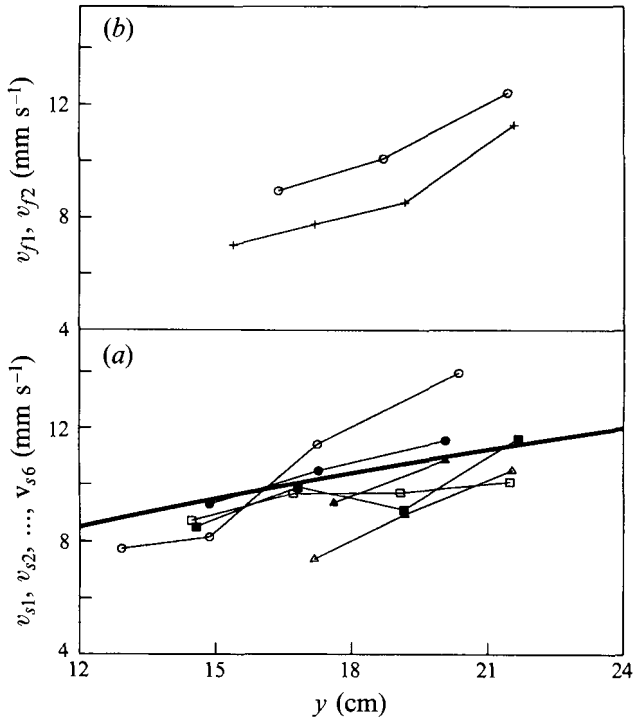 (b)
12
8
4
v_{f1}, v_{f2} (mm s⁻¹)
(a)
12
8
4
v_{s1}, v_{s2}, ..., v_{s6} (mm s⁻¹)
12 15 18 21 24
y (cm)